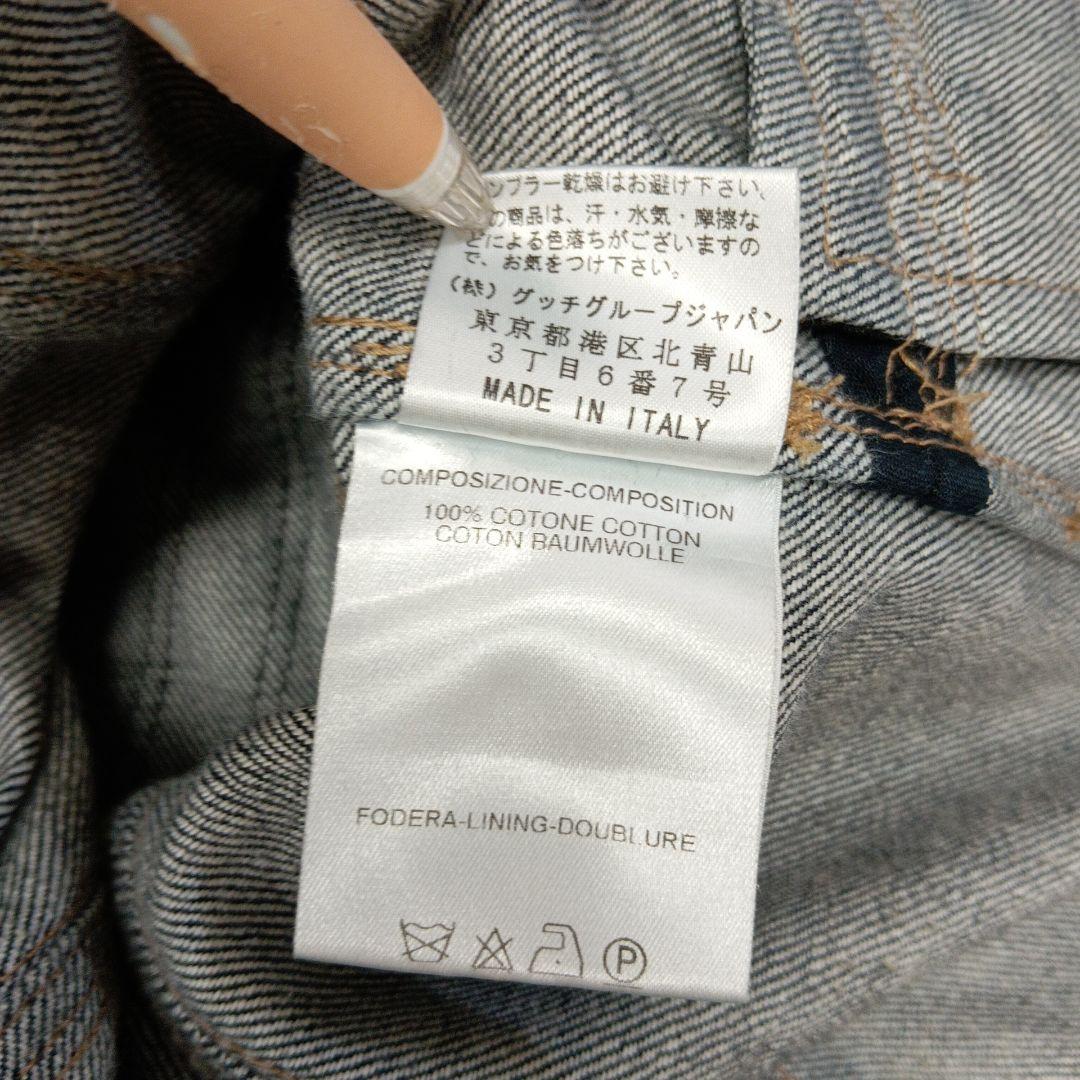 ンブラー乾燥はお避け下さい、
の商品は、汗・水気・摩擦な
どによる色落ちがございますの
で、お気をつけ下さい。
(株) グッチグループジャパン
東京都港区北青山
3丁目6番7号
MADE IN ITALY
COMPOSIZIONE-COMPOSITION
100% COTONE COTTON
COTON BAUMWOLLE
FODERA-LINING-DOUBLURE
P